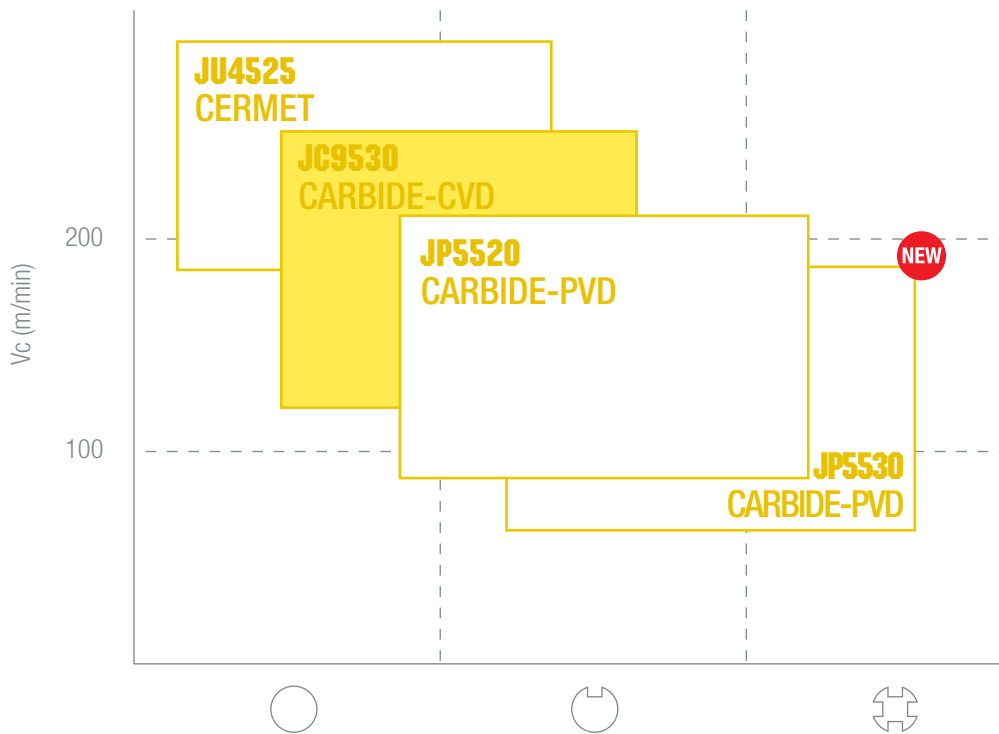 JU4525
CERMET
JC9530
CARBIDE-CVD
200
JP5520
CARBIDE-PVD
NEW
Vc (m/min)
100
JP5530
CARBIDE-PVD